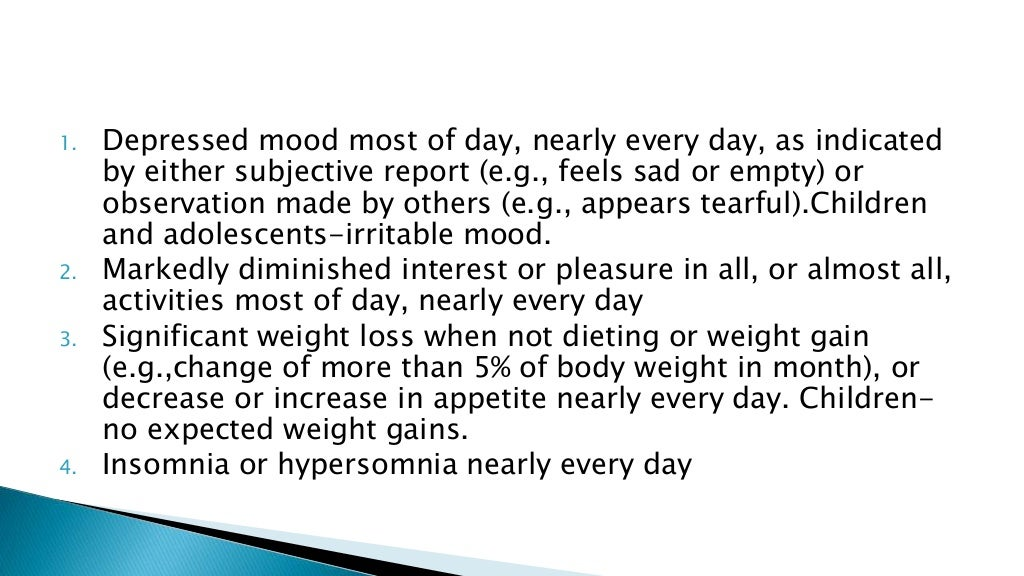 1. Depressed mood most of day, nearly every day, as indicated
by either subjective report (e.g., feels sad or empty) or
observation made by others (e.g., appears tearful).Children
and adolescents-irritable mood.
2. Markedly diminished interest or pleasure in all, or almost all,
activities most of day, nearly every day
3. Significant weight loss when not dieting or weight gain
(e.g.,change of more than 5% of body weight in month), or
decrease or increase in appetite nearly every day. Children-
no expected weight gains.
4. Insomnia or hypersomnia nearly every day